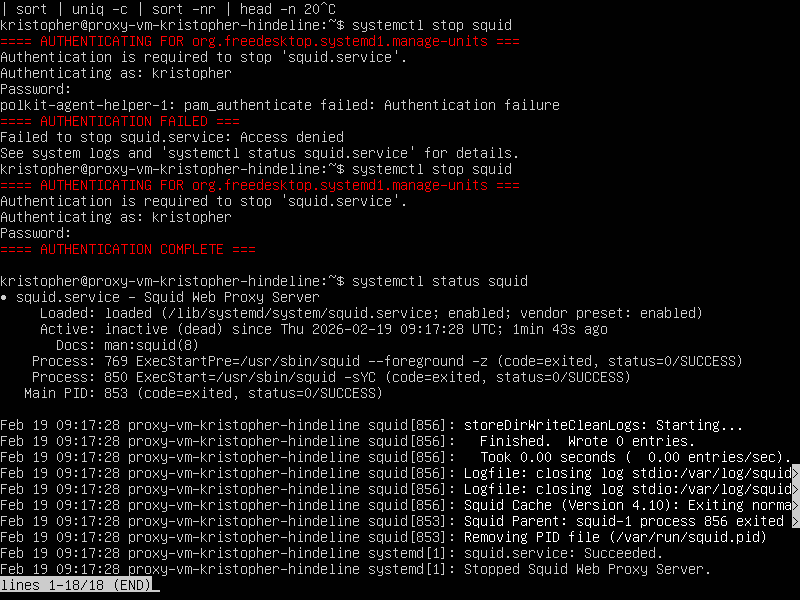 | sort | uniq -c | sort -nr | head -n 20^C
kristopher@proxy-vm-kristopher-hindeline:~$ systemctl stop squid
==== AUTHENTICATING FOR org.freedesktop.systemd1.manage-units ===
Authentication is required to stop 'squid.service'.
Authenticating as: kristopher
Password:
polkit-agent-helper-1: pam_authenticate failed: Authentication failure
==== AUTHENTICATION FAILED ===
Failed to stop squid.service: Access denied
See system logs and 'systemctl status squid.service' for details.
kristopher@proxy-vm-kristopher-hindeline:~$ systemctl stop squid
==== AUTHENTICATING FOR org.freedesktop.systemd1.manage-units ===
Authentication is required to stop 'squid.service'.
Authenticating as: kristopher
Password:
==== AUTHENTICATION COMPLETE ===
kristopher@proxy-vm-kristopher-hindeline:~$ systemctl status squid
● squid.service - Squid Web Proxy Server
     Loaded: loaded (/lib/systemd/system/squid.service; enabled; vendor preset: enabled)
     Active: inactive (dead) since Thu 2026-02-19 09:17:28 UTC; 1min 43s ago
       Docs: man:squid(8)
    Process: 769 ExecStartPre=/usr/sbin/squid --foreground -z (code=exited, status=0/SUCCESS)
    Process: 850 ExecStart=/usr/sbin/squid -sYC (code=exited, status=0/SUCCESS)
   Main PID: 853 (code=exited, status=0/SUCCESS)
Feb 19 09:17:28 proxy-vm-kristopher-hindeline squid[856]: storeDirWriteCleanLogs: Starting...
Feb 19 09:17:28 proxy-vm-kristopher-hindeline squid[856]:   Finished.  Wrote 0 entries.
Feb 19 09:17:28 proxy-vm-kristopher-hindeline squid[856]:   Took 0.00 seconds (  0.00 entries/sec).
Feb 19 09:17:28 proxy-vm-kristopher-hindeline squid[856]: Logfile: closing log stdio:/var/log/squid>
Feb 19 09:17:28 proxy-vm-kristopher-hindeline squid[856]: Logfile: closing log stdio:/var/log/squid>
Feb 19 09:17:28 proxy-vm-kristopher-hindeline squid[856]: Squid Cache (Version 4.10): Exiting norma>
Feb 19 09:17:28 proxy-vm-kristopher-hindeline squid[853]: Squid Parent: squid-1 process 856 exited >
Feb 19 09:17:28 proxy-vm-kristopher-hindeline squid[853]: Removing PID file (/var/run/squid.pid)
Feb 19 09:17:28 proxy-vm-kristopher-hindeline systemd[1]: squid.service: Succeeded.
Feb 19 09:17:28 proxy-vm-kristopher-hindeline systemd[1]: Stopped Squid Web Proxy Server.
lines 1-18/18 (END)